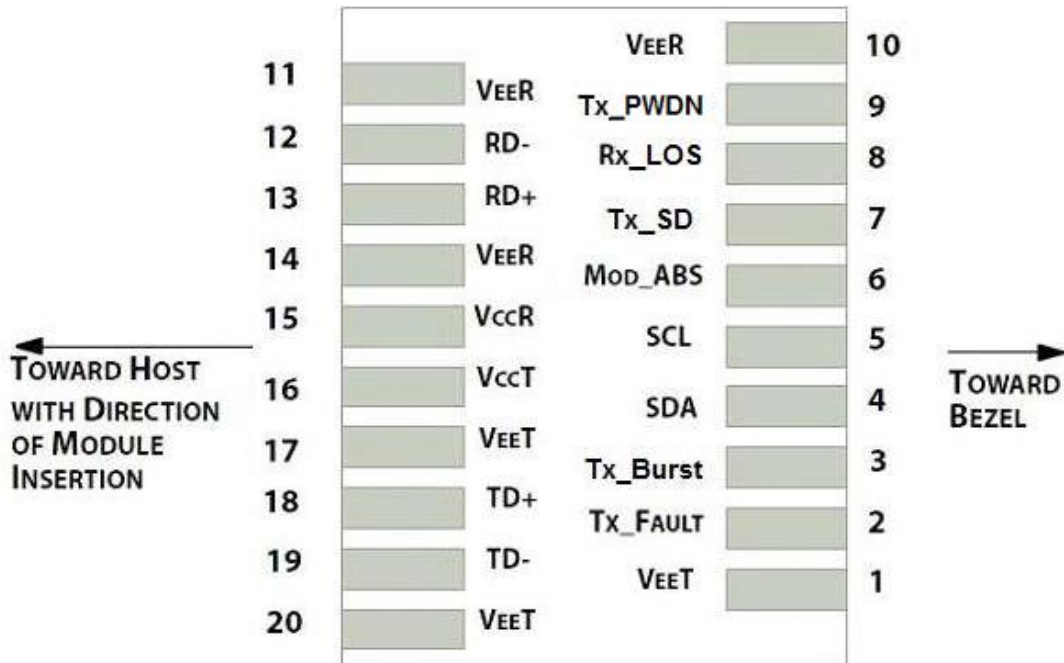 11 VEER
12 RD-
13 RD+
14 VEER
15 VCCR
16 VCCT
17 VEET
18 TD+
19 TD-
20 VEET
VEER 10
TX_PWDN 9
RX_LOS 8
TX_SD 7
MOD_ABS 6
SCL 5
SDA 4
TX_Burst 3
TX_FAULT 2
VEET 1
TOWARD HOST
WITH DIRECTION
OF MODULE
INSERTION
TOWARD
BEZEL